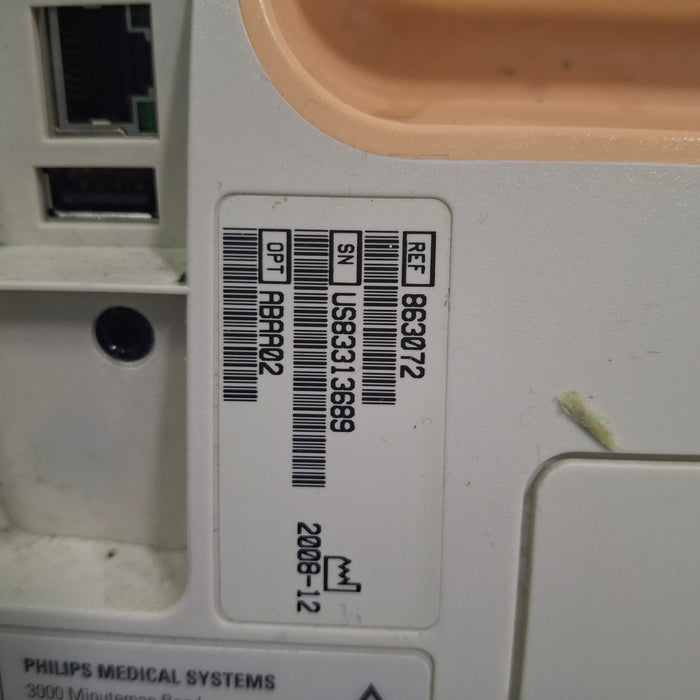 REF 863072
SN US83313689
OPT ABAA02
2008-12
PHILIPS MEDICAL SYSTEMS
3000 Minuteman Road